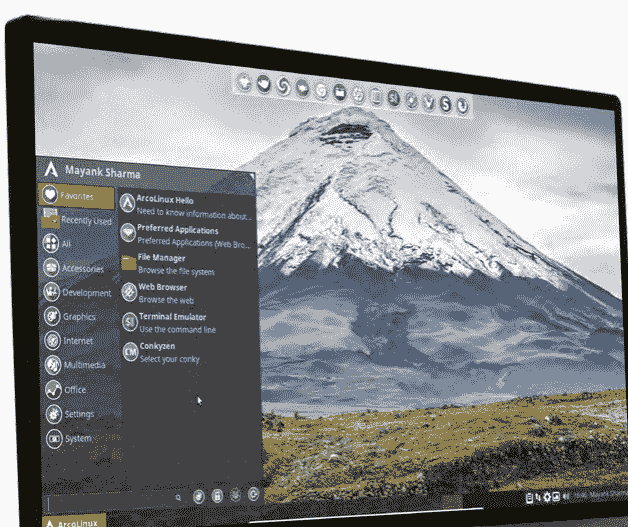 Mayank Sharma
Favorites
Recently Used
All
Accessories
Development
Graphics
Internet
Multimedia
Office
Settings
System
ArcoLinux Hello
Need to know information about...
Preferred Applications
Preferred Applications (Web Bro...
File Manager
Browse the file system
Web Browser
Browse the web
Terminal Emulator
Use the command line
Conkyzen
Select your conky
ArcoLinux
Mayank Sharma